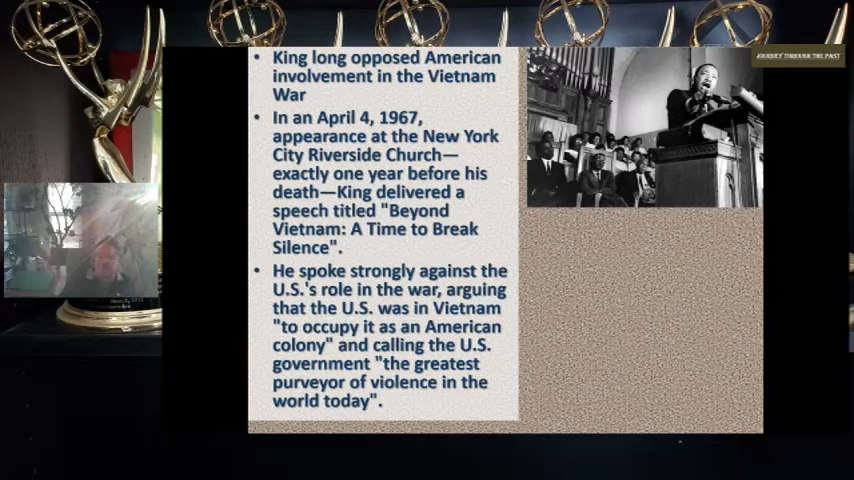 JOURNEY THROUGH THE PAST
• King long opposed American
involvement in the Vietnam
War
• In an April 4, 1967,
appearance at the New York
City Riverside Church—
exactly one year before his
death—King delivered a
speech titled "Beyond
Vietnam: A Time to Break
Silence".
• He spoke strongly against the
U.S.'s role in the war, arguing
that the U.S. was in Vietnam
"to occupy it as an American
colony" and calling the U.S.
government "the greatest
purveyor of violence in the
world today".